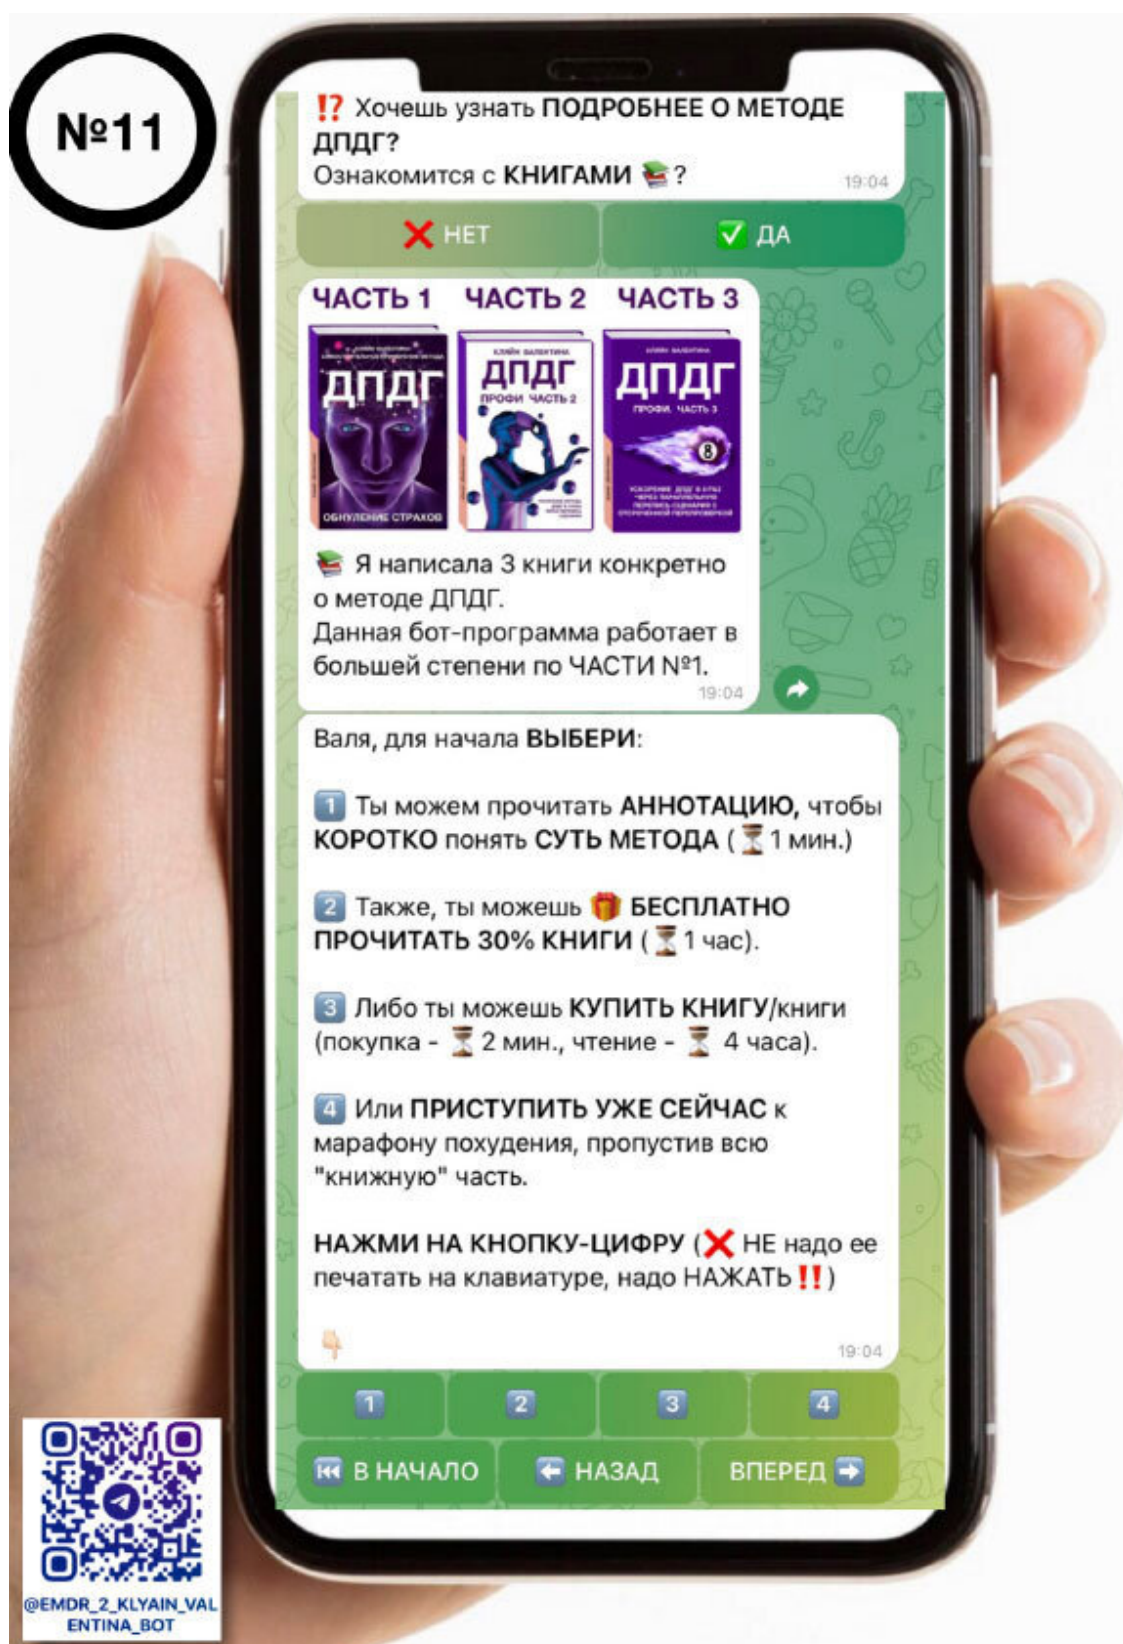 №11
⁉️ Хочешь узнать ПОДРОБНЕЕ О МЕТОДЕ
ДПДГ?
Ознакомится с КНИГАМИ 📚?
19:04
❌ НЕТ
✅ ДА
ЧАСТЬ 1 ЧАСТЬ 2 ЧАСТЬ 3
ДПДГ
ОБНУЛЕНИЕ СТРАХОВ
КЛЯЙН ВАЛЕНТИНА
ДПДГ
ПРОФИ ЧАСТЬ 2
КЛЯЙН ВАЛЕНТИНА
ДПДГ
ПРОФИ. ЧАСТЬ 3
8
📚 Я написала 3 книги конкретно
о методе ДПДГ.
Данная бот-программа работает в
большей степени по ЧАСТИ №1.
19:04
Валя, для начала ВЫБЕРИ:
1️⃣ Ты можем прочитать АННОТАЦИЮ, чтобы
КОРОТКО понять СУТЬ МЕТОДА (⏳1 мин.)
2️⃣ Также, ты можешь 🎁 БЕСПЛАТНО
ПРОЧИТАТЬ 30% КНИГИ (⏳1 час).
3️⃣ Либо ты можешь КУПИТЬ КНИГУ/книги
(покупка - ⏳ 2 мин., чтение - ⏳ 4 часа).
4️⃣ Или ПРИСТУПИТЬ УЖЕ СЕЙЧАС к
марафону похудения, пропустив всю
"книжную" часть.
НАЖМИ НА КНОПКУ-ЦИФРУ (❌ НЕ надо ее
печатать на клавиатуре, надо НАЖАТЬ‼️)
👇🏻
19:04
1️⃣ 2️⃣ 3️⃣ 4️⃣
⏮ В НАЧАЛО ⬅️ НАЗАД ВПЕРЕД ➡️
@EMDR_2_KLYAIN_VAL
ENTINA_BOT